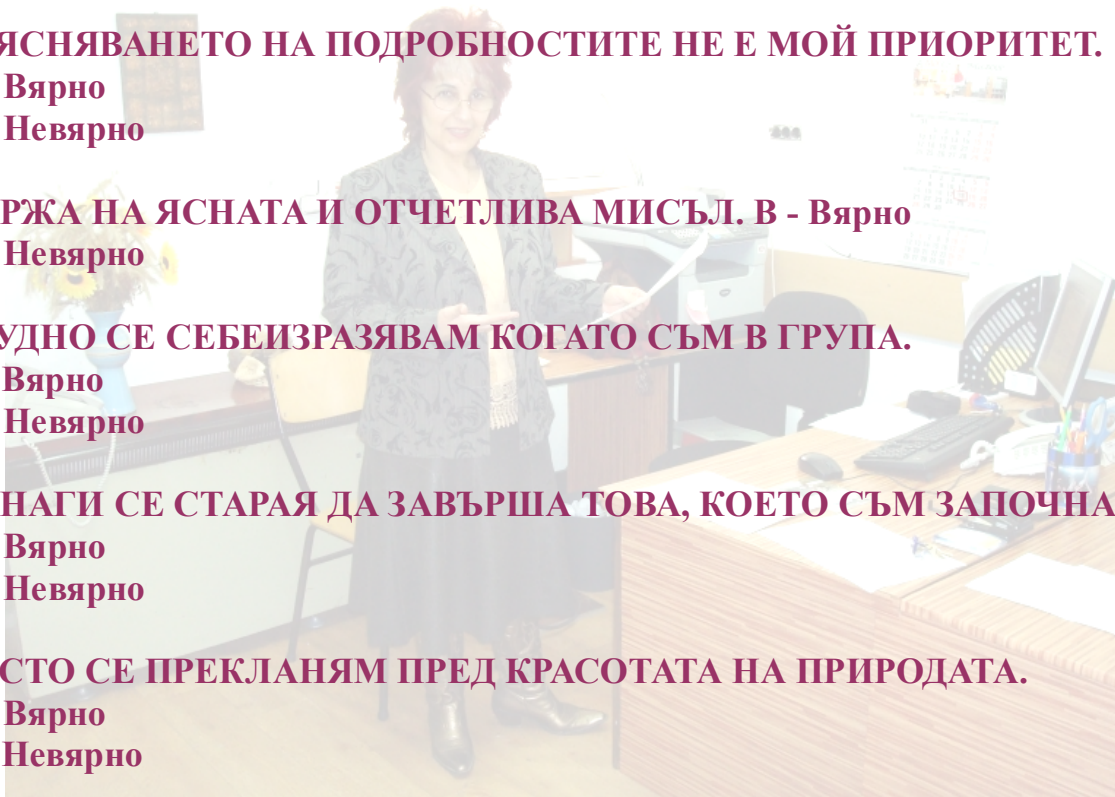 ЯСНЯВАНЕТО НА ПОДРОБНОСТИТЕ НЕ Е МОЙ ПРИОРИТЕТ.
Вярно
Невярно
РЖА НА ЯСНАТА И ОТЧЕТЛИВА МИСЪЛ. В - Вярно
Невярно
УДНО СЕ СЕБЕИЗРАЗЯВАМ КОГАТО СЪМ В ГРУПА.
Вярно
Невярно
НАГИ СЕ СТАРАЯ ДА ЗАВЪРША ТОВА, КОЕТО СЪМ ЗАПОЧНА
Вярно
Невярно
СТО СЕ ПРЕКЛАНЯМ ПРЕД КРАСОТАТА НА ПРИРОДАТА.
Вярно
Невярно